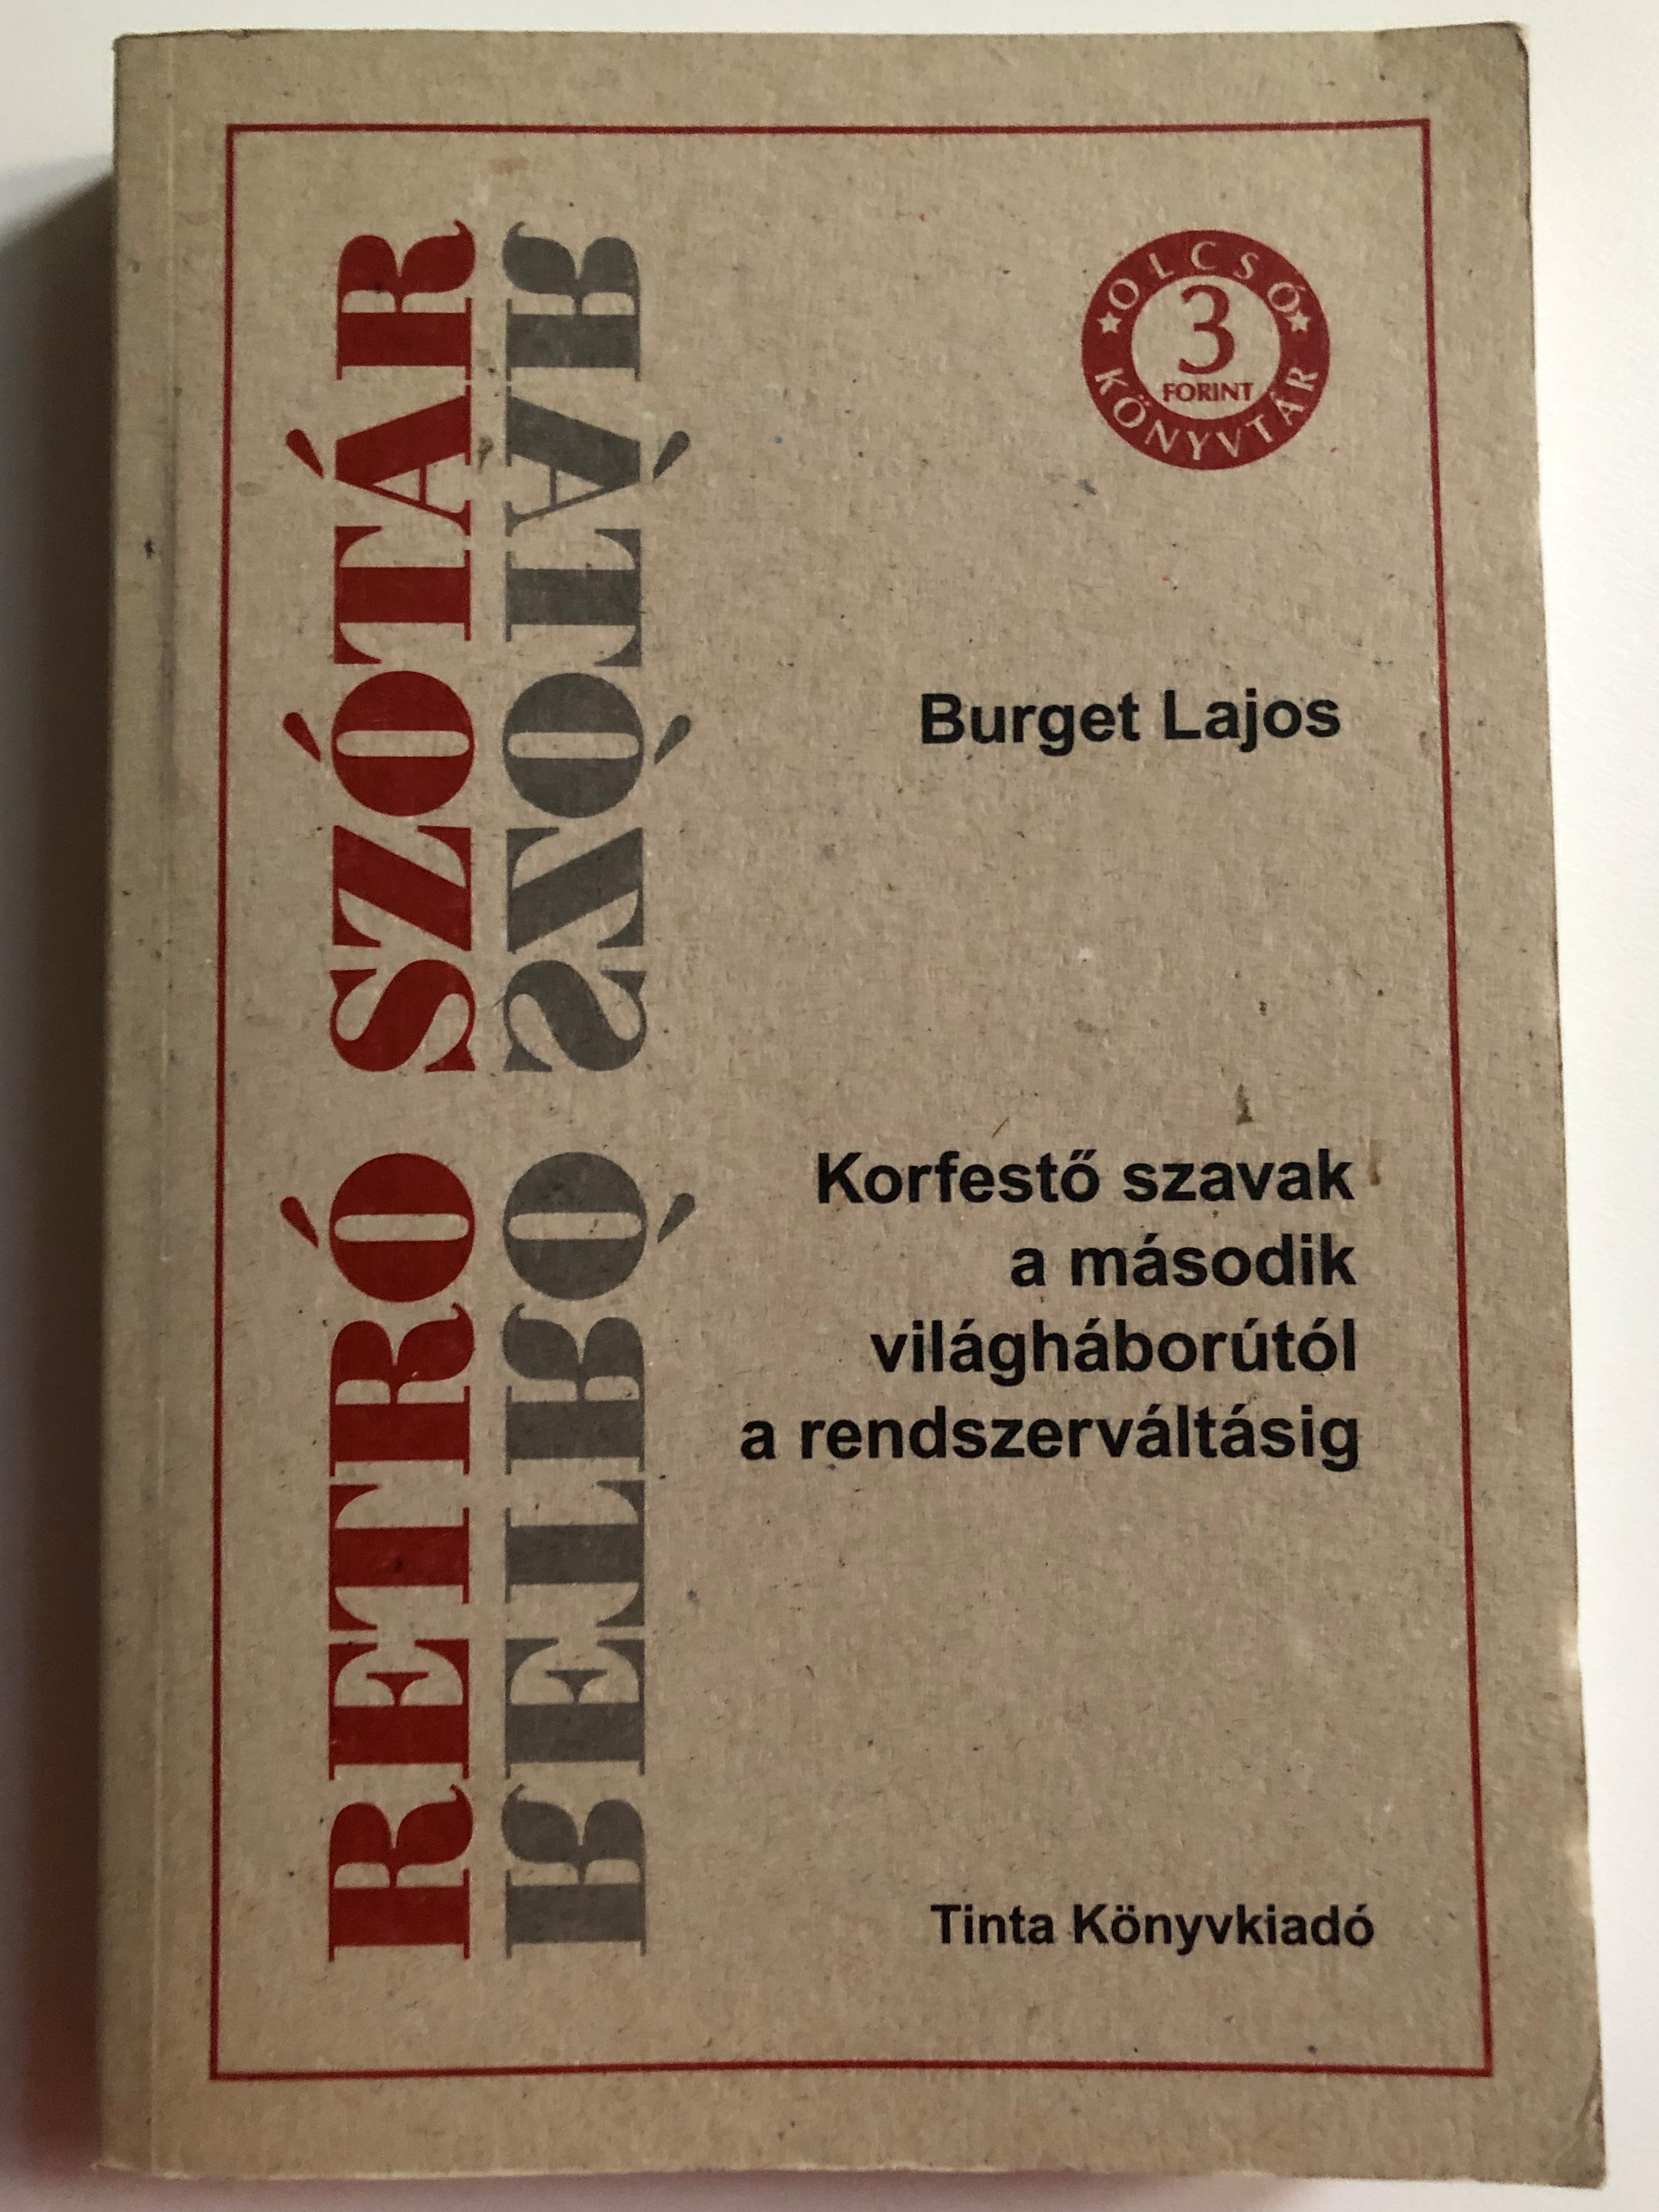 RETRÓ SZÓTÁR
RETRÓ SZÓTÁR
OLCSÓ
3
FORINT
KÖNYVTÁR
Burget Lajos
Korfestő szavak
a második
világháborútól
a rendszerváltásig
Tinta Könyvkiadó